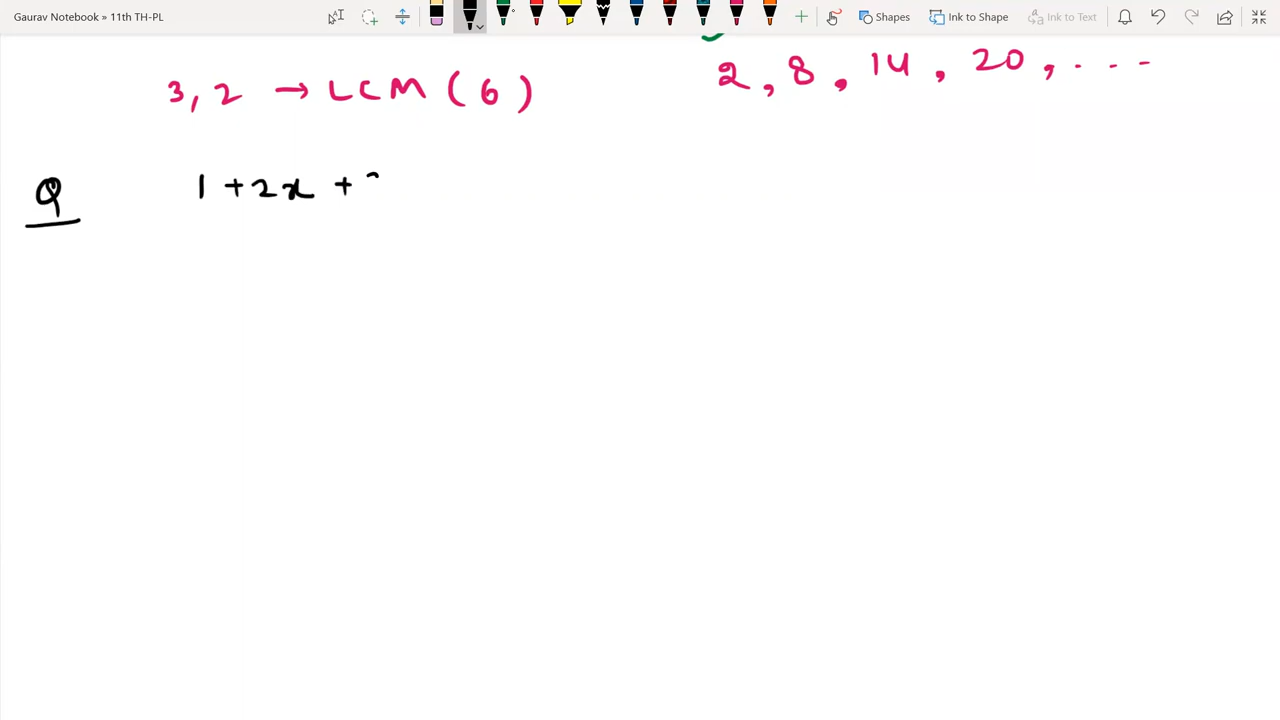 Gaurav Notebook » 11th TH-PL
Shapes
Ink to Shape
Ink to Text
2, 8, 14, 20, ...
3, 2 → LCM (6)
Q 1 + 2x +